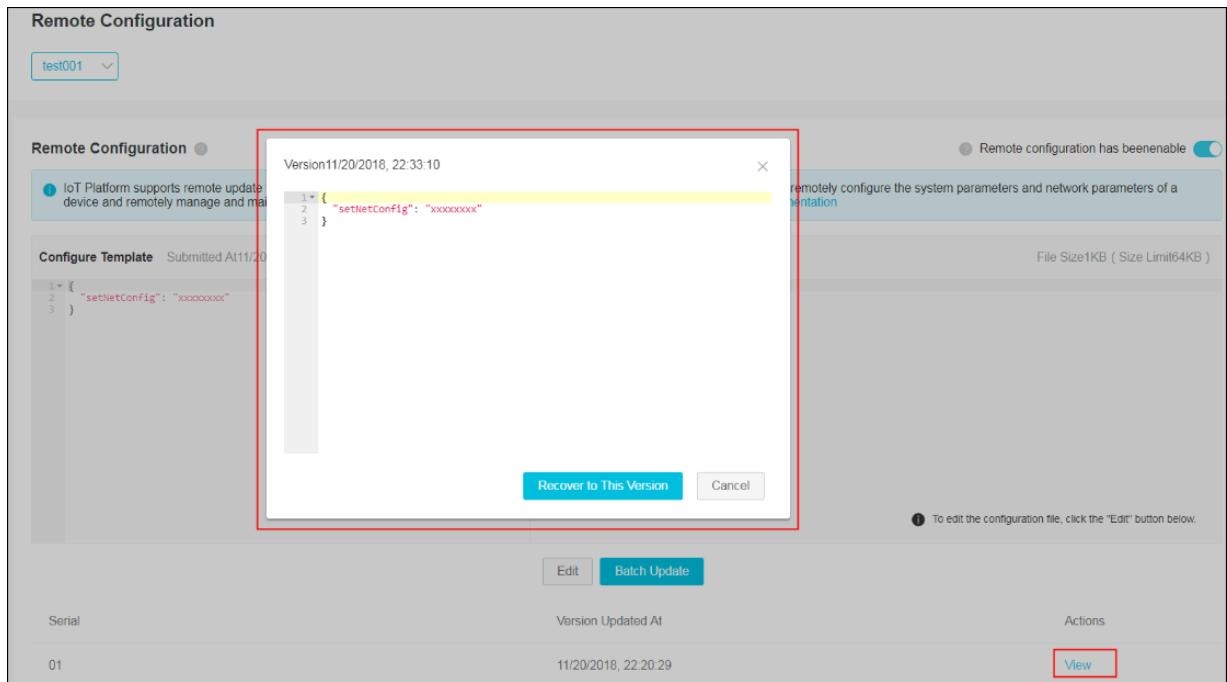 Remote Configuration
test001
Remote Configuration
Remote configuration has beenenable
IoT Platform supports remote update
remotely configure the system parameters and network parameters of a
device and remotely manage and mai
entation
Configure Template Submitted At11/20
File Size1KB ( Size Limit64KB )
1 {
2 "setNetConfig": "xxxxxxxx"
3 }
Version11/20/2018, 22:33:10
1 {
2 "setNetConfig": "xxxxxxxx"
3 }
Recover to This Version Cancel
To edit the configuration file, click the "Edit" button below.
Edit Batch Update
Serial Version Updated At Actions
01 11/20/2018, 22:20:29 View